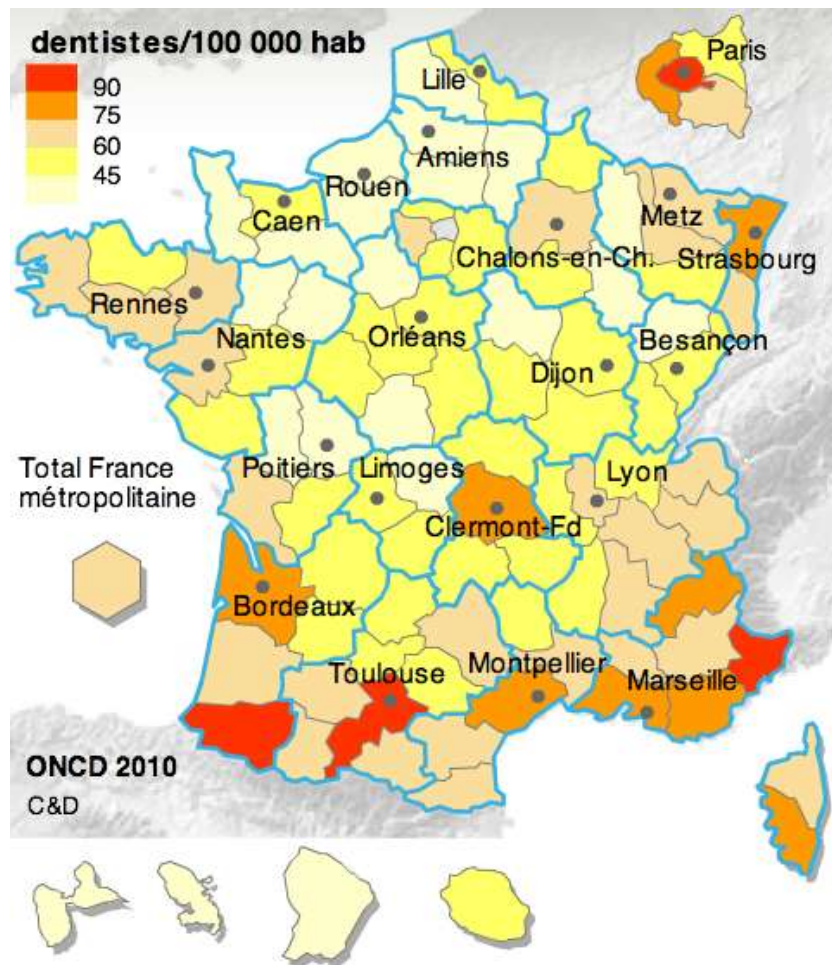 dentistes/100 000 hab
90
75
60
45
Paris
Lille
Amiens
Rouen
Caen
Metz
Chalons-en-Ch.
Strasbourg
Rennes
Nantes
Orléans
Besançon
Dijon
Total France
métropolitaine
Poitiers
Limoges
Lyon
Clermont-Fd
Bordeaux
Toulouse
Montpellier
Marseille
ONCD 2010
C&D